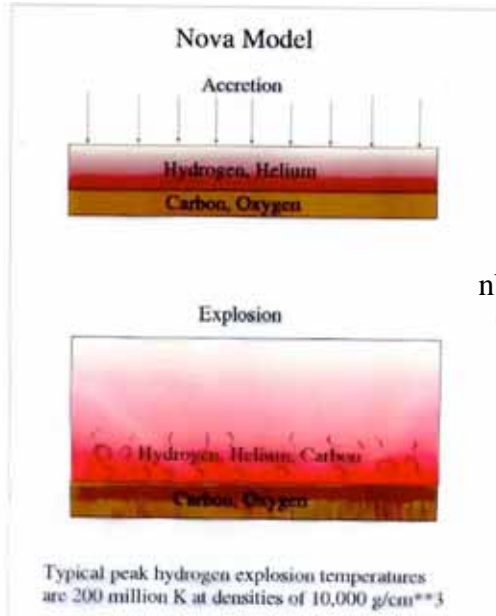 Nova Model
Accretion
Hydrogen, Helium
Carbon, Oxygen
Explosion
Hydrogen, Helium, Carbon
Carbon, Oxygen
Typical peak hydrogen explosion temperatures
are 200 million K at densities of 10,000 g/cm**3